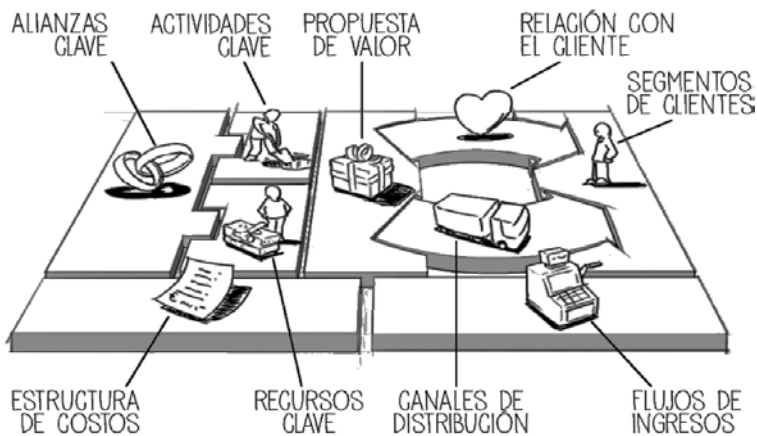 ALIANZAS
CLAVE
ACTIVIDADES
CLAVE
PROPUESTA
DE VALOR
RELACIÓN CON
EL CLIENTE
SEGMENTOS
DE CLIENTES
ESTRUCTURA
DE COSTOS
RECURSOS
CLAVE
CANALES DE
DISTRIBUCIÓN
FLUJOS DE
INGRESOS